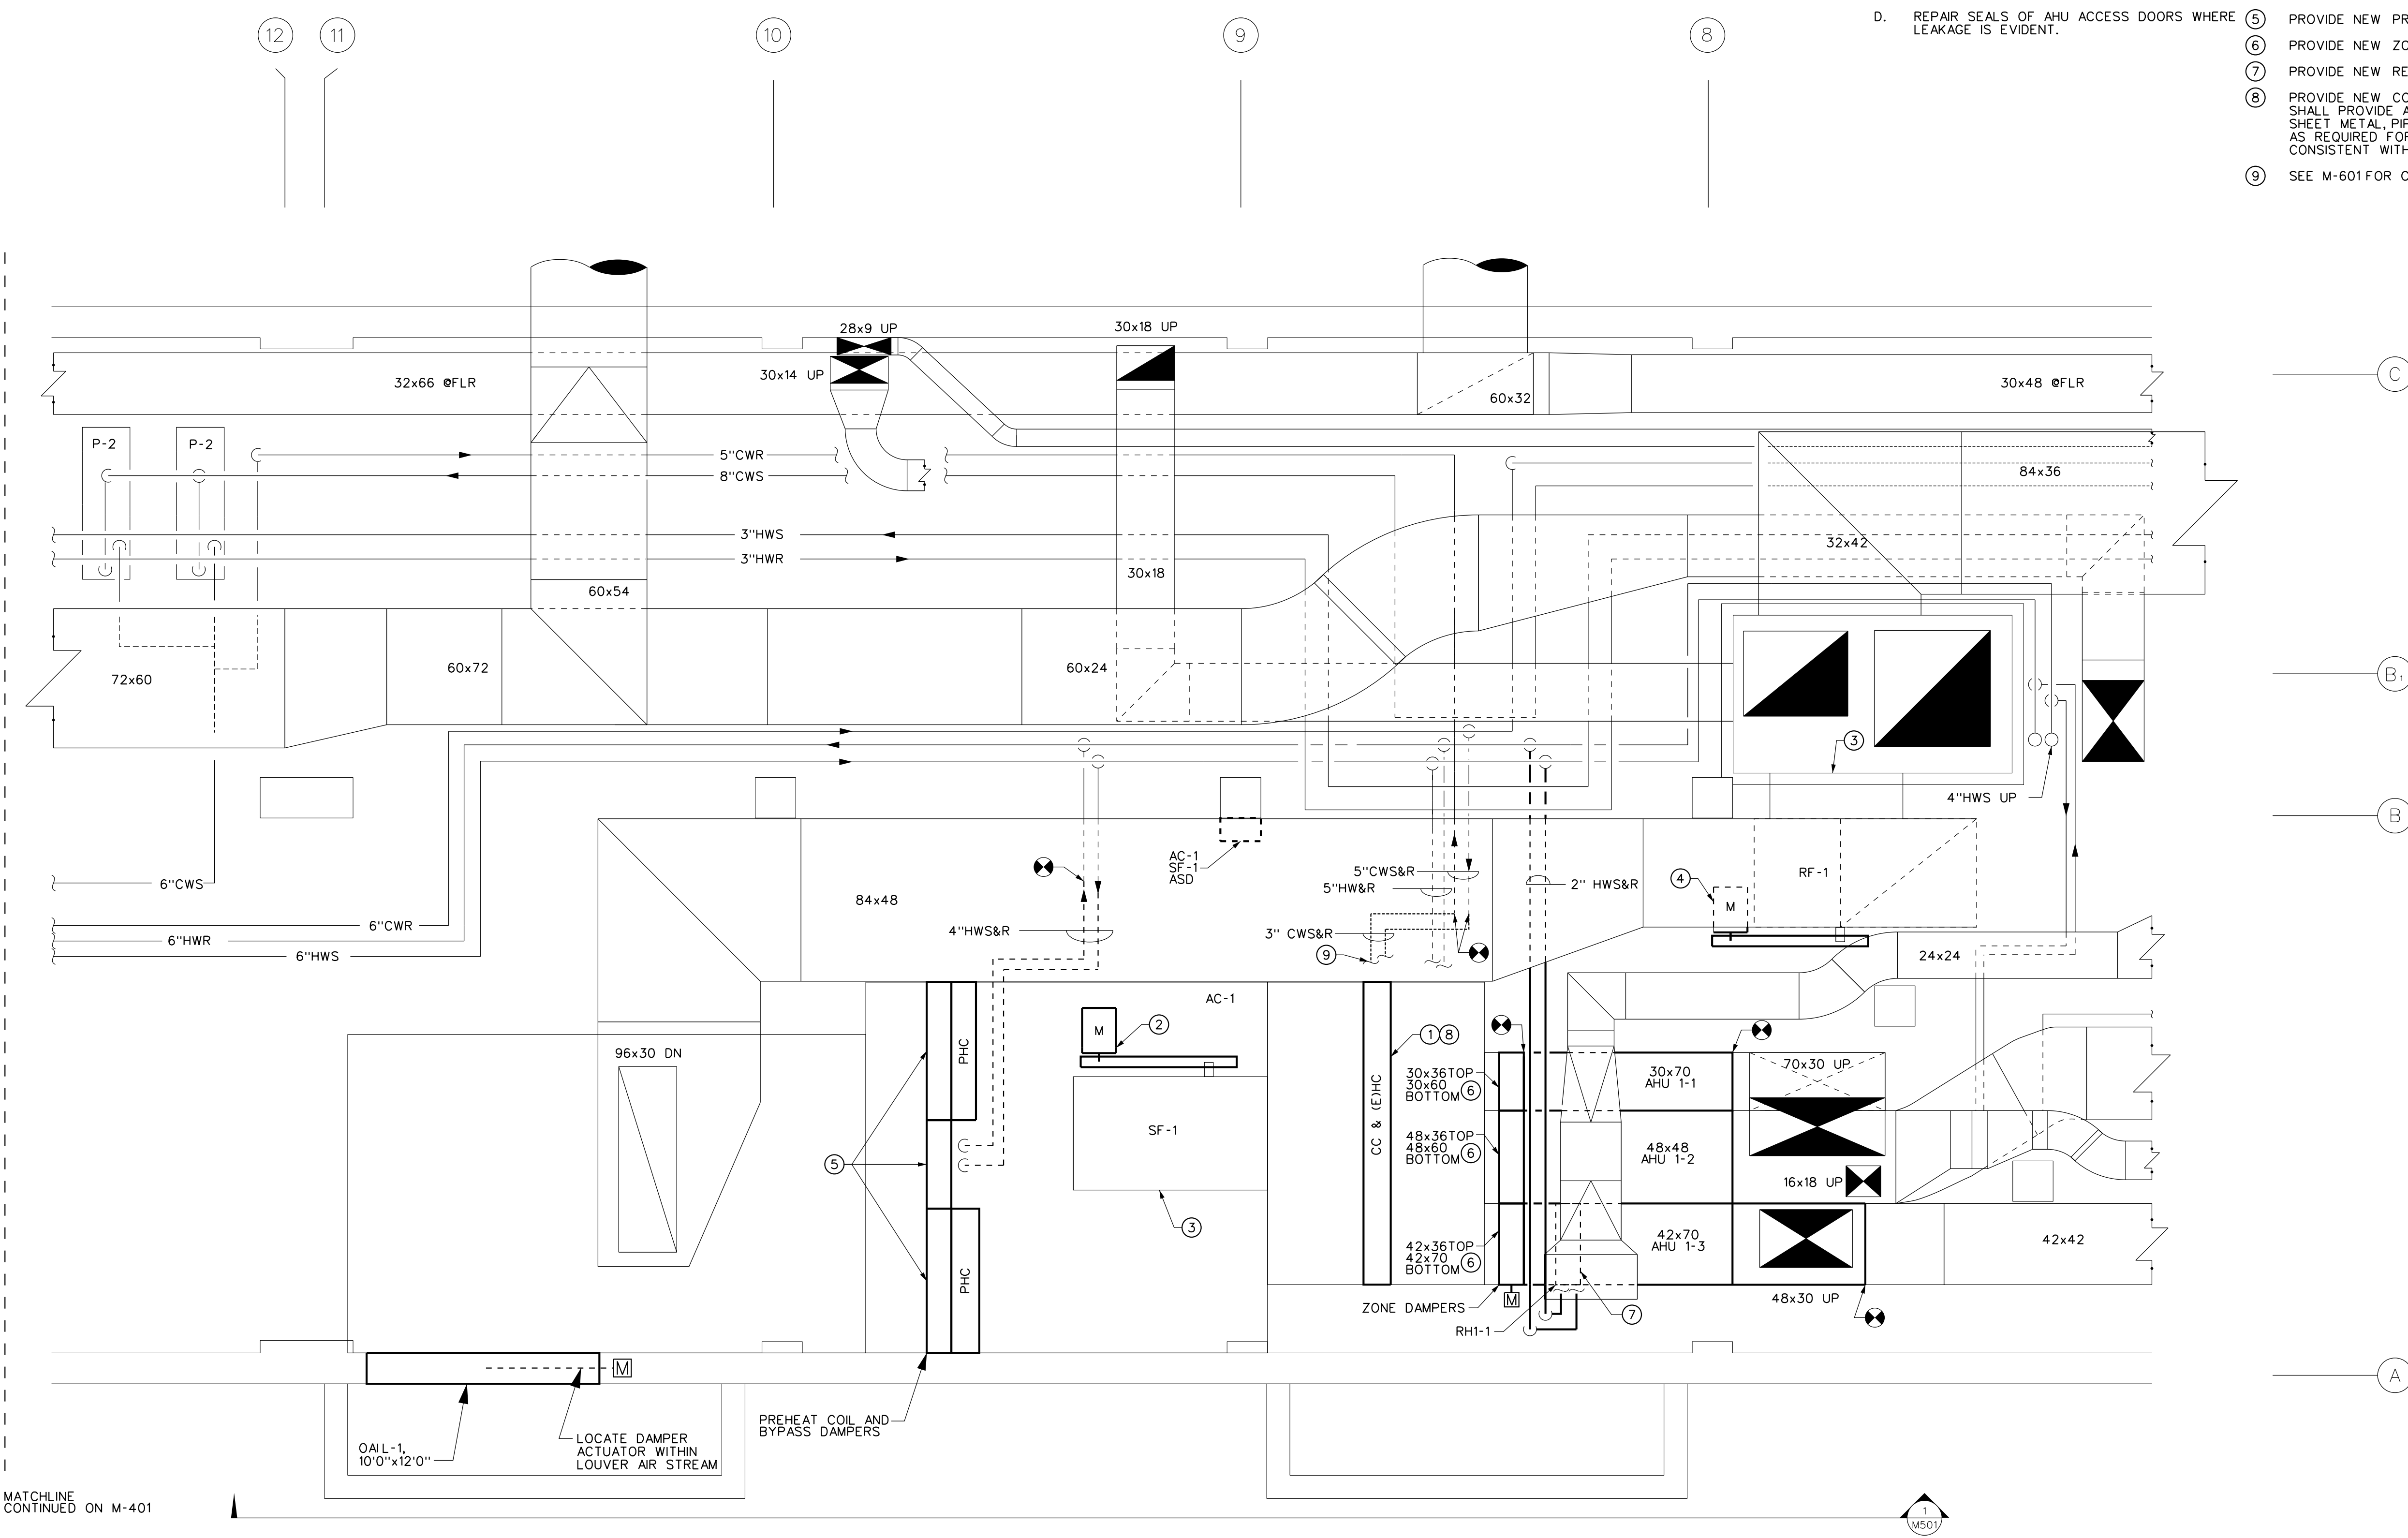 12
11
10
9
8
D. REPAIR SEALS OF AHU ACCESS DOORS WHERE
LEAKAGE IS EVIDENT.
5 PROVIDE NEW PR
6 PROVIDE NEW ZO
7 PROVIDE NEW RE
8 PROVIDE NEW CO
SHALL PROVIDE A
SHEET METAL, PIP
AS REQUIRED FOR
CONSISTENT WITH
9 SEE M-601 FOR C
28x9 UP
30x18 UP
32x66 @FLR
30x14 UP
60x32
30x48 @FLR
C
P-2
P-2
5"CWR
8"CWS
84x36
3"HWS
3"HWR
32x42
30x18
60x54
72x60
60x72
60x24
B1
3
4"HWS UP
B
AC-1
SF-1
ASD
5"CWS&R
5"HW&R
2" HWS&R
4
M
RF-1
6"CWS
84x48
6"CWR
6"HWR
6"HWS
4"HWS&R
3" CWS&R
9
24x24
AC-1
M
2
PHC
1
8
CC & (E)HC
96x30 DN
30x36TOP
30x60
BOTTOM
6
30x70
AHU 1-1
70x30 UP
SF-1
48x36TOP
48x60
BOTTOM
6
48x48
AHU 1-2
5
16x18 UP
3
42x36TOP
42x70
BOTTOM
6
42x70
AHU 1-3
42x42
PHC
ZONE DAMPERS
M
RH1-1
7
48x30 UP
M
A
PREHEAT COIL AND
BYPASS DAMPERS
OAIL-1,
10'0"x12'0"
LOCATE DAMPER
ACTUATOR WITHIN
LOUVER AIR STREAM
MATCHLINE
CONTINUED ON M-401
1
M501